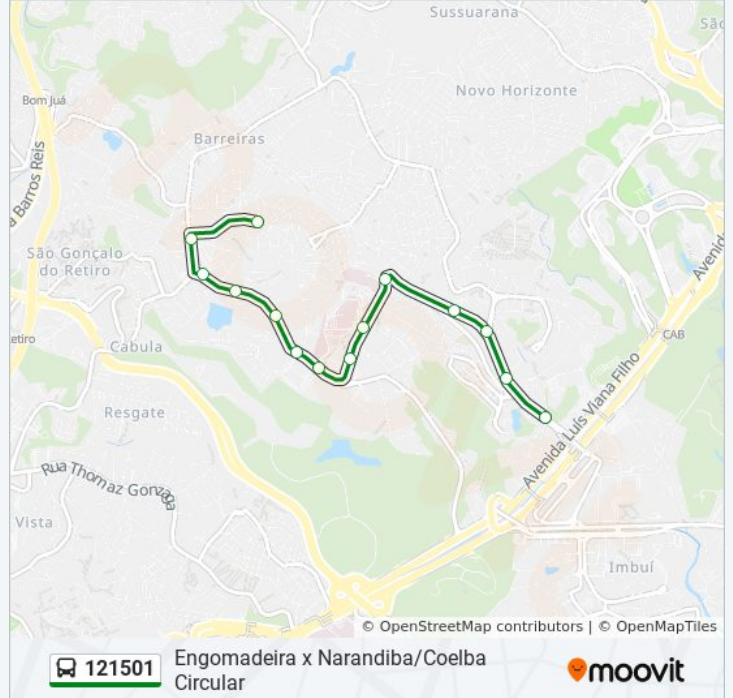 Sussuarana
São
Bom Juá
Novo Horizonte
Barreiras
a Barros Reis
São Gonçalo
do Retiro
Avenid
etiro
Cabula
CAB
Resgate
Avenida Luís Viana Filho
Rua Thomaz Gonzaga
Vista
Imbuí
© OpenStreetMap contributors | © OpenMapTiles
121501
Engomadeira x Narandiba/Coelba
Circular
moovit